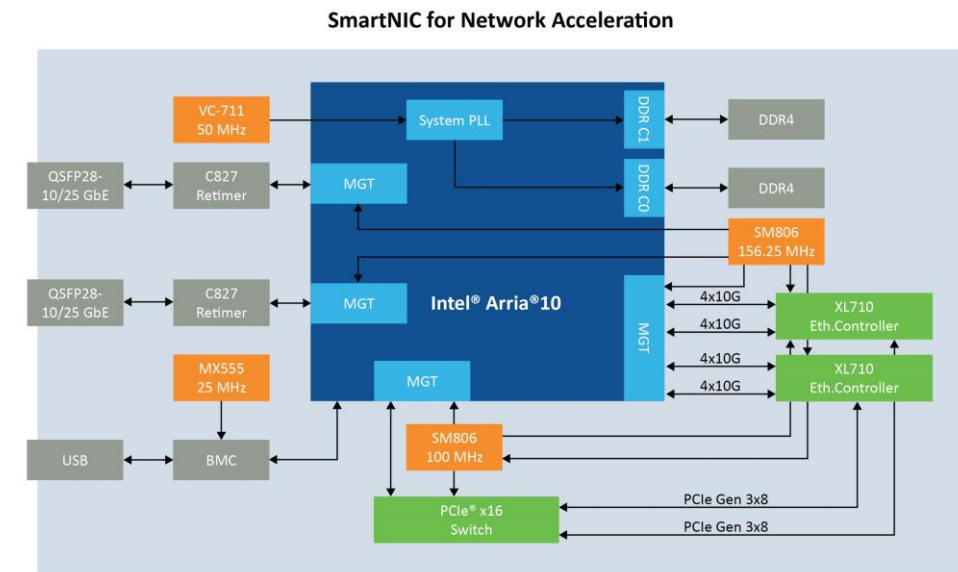 SmartNIC for Network Acceleration
VC-711
50 MHz
System PLL
DDR C1
DDR4
QSFP28-
10/25 GbE
C827
Retimer
MGT
DDR C0
DDR4
SM806
156.25 MHz
QSFP28-
10/25 GbE
C827
Retimer
MGT
Intel® Arria®10
MGT
4x10G
4x10G
4x10G
4x10G
XL710
Eth.Controller
XL710
Eth.Controller
MX555
25 MHz
MGT
USB
BMC
SM806
100 MHz
PCIe® x16
Switch
PCIe Gen 3x8
PCIe Gen 3x8